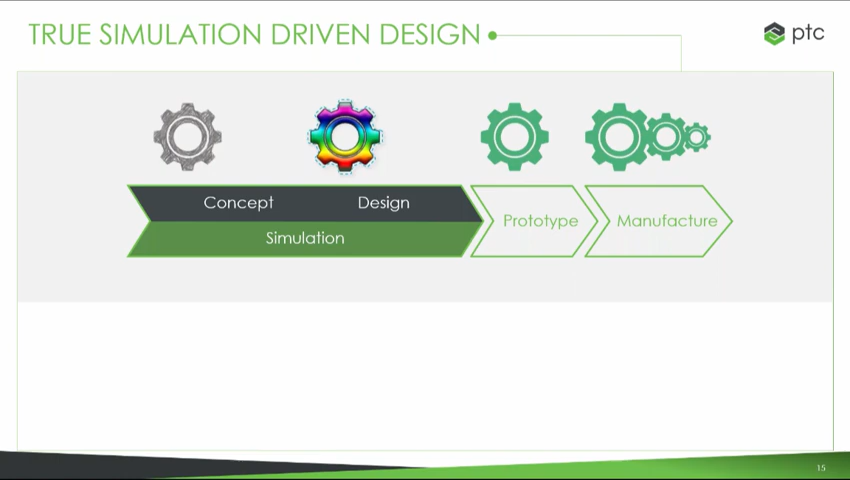 TRUE SIMULATION DRIVEN DESIGN
ptc
Concept Design
Simulation
Prototype
Manufacture
15